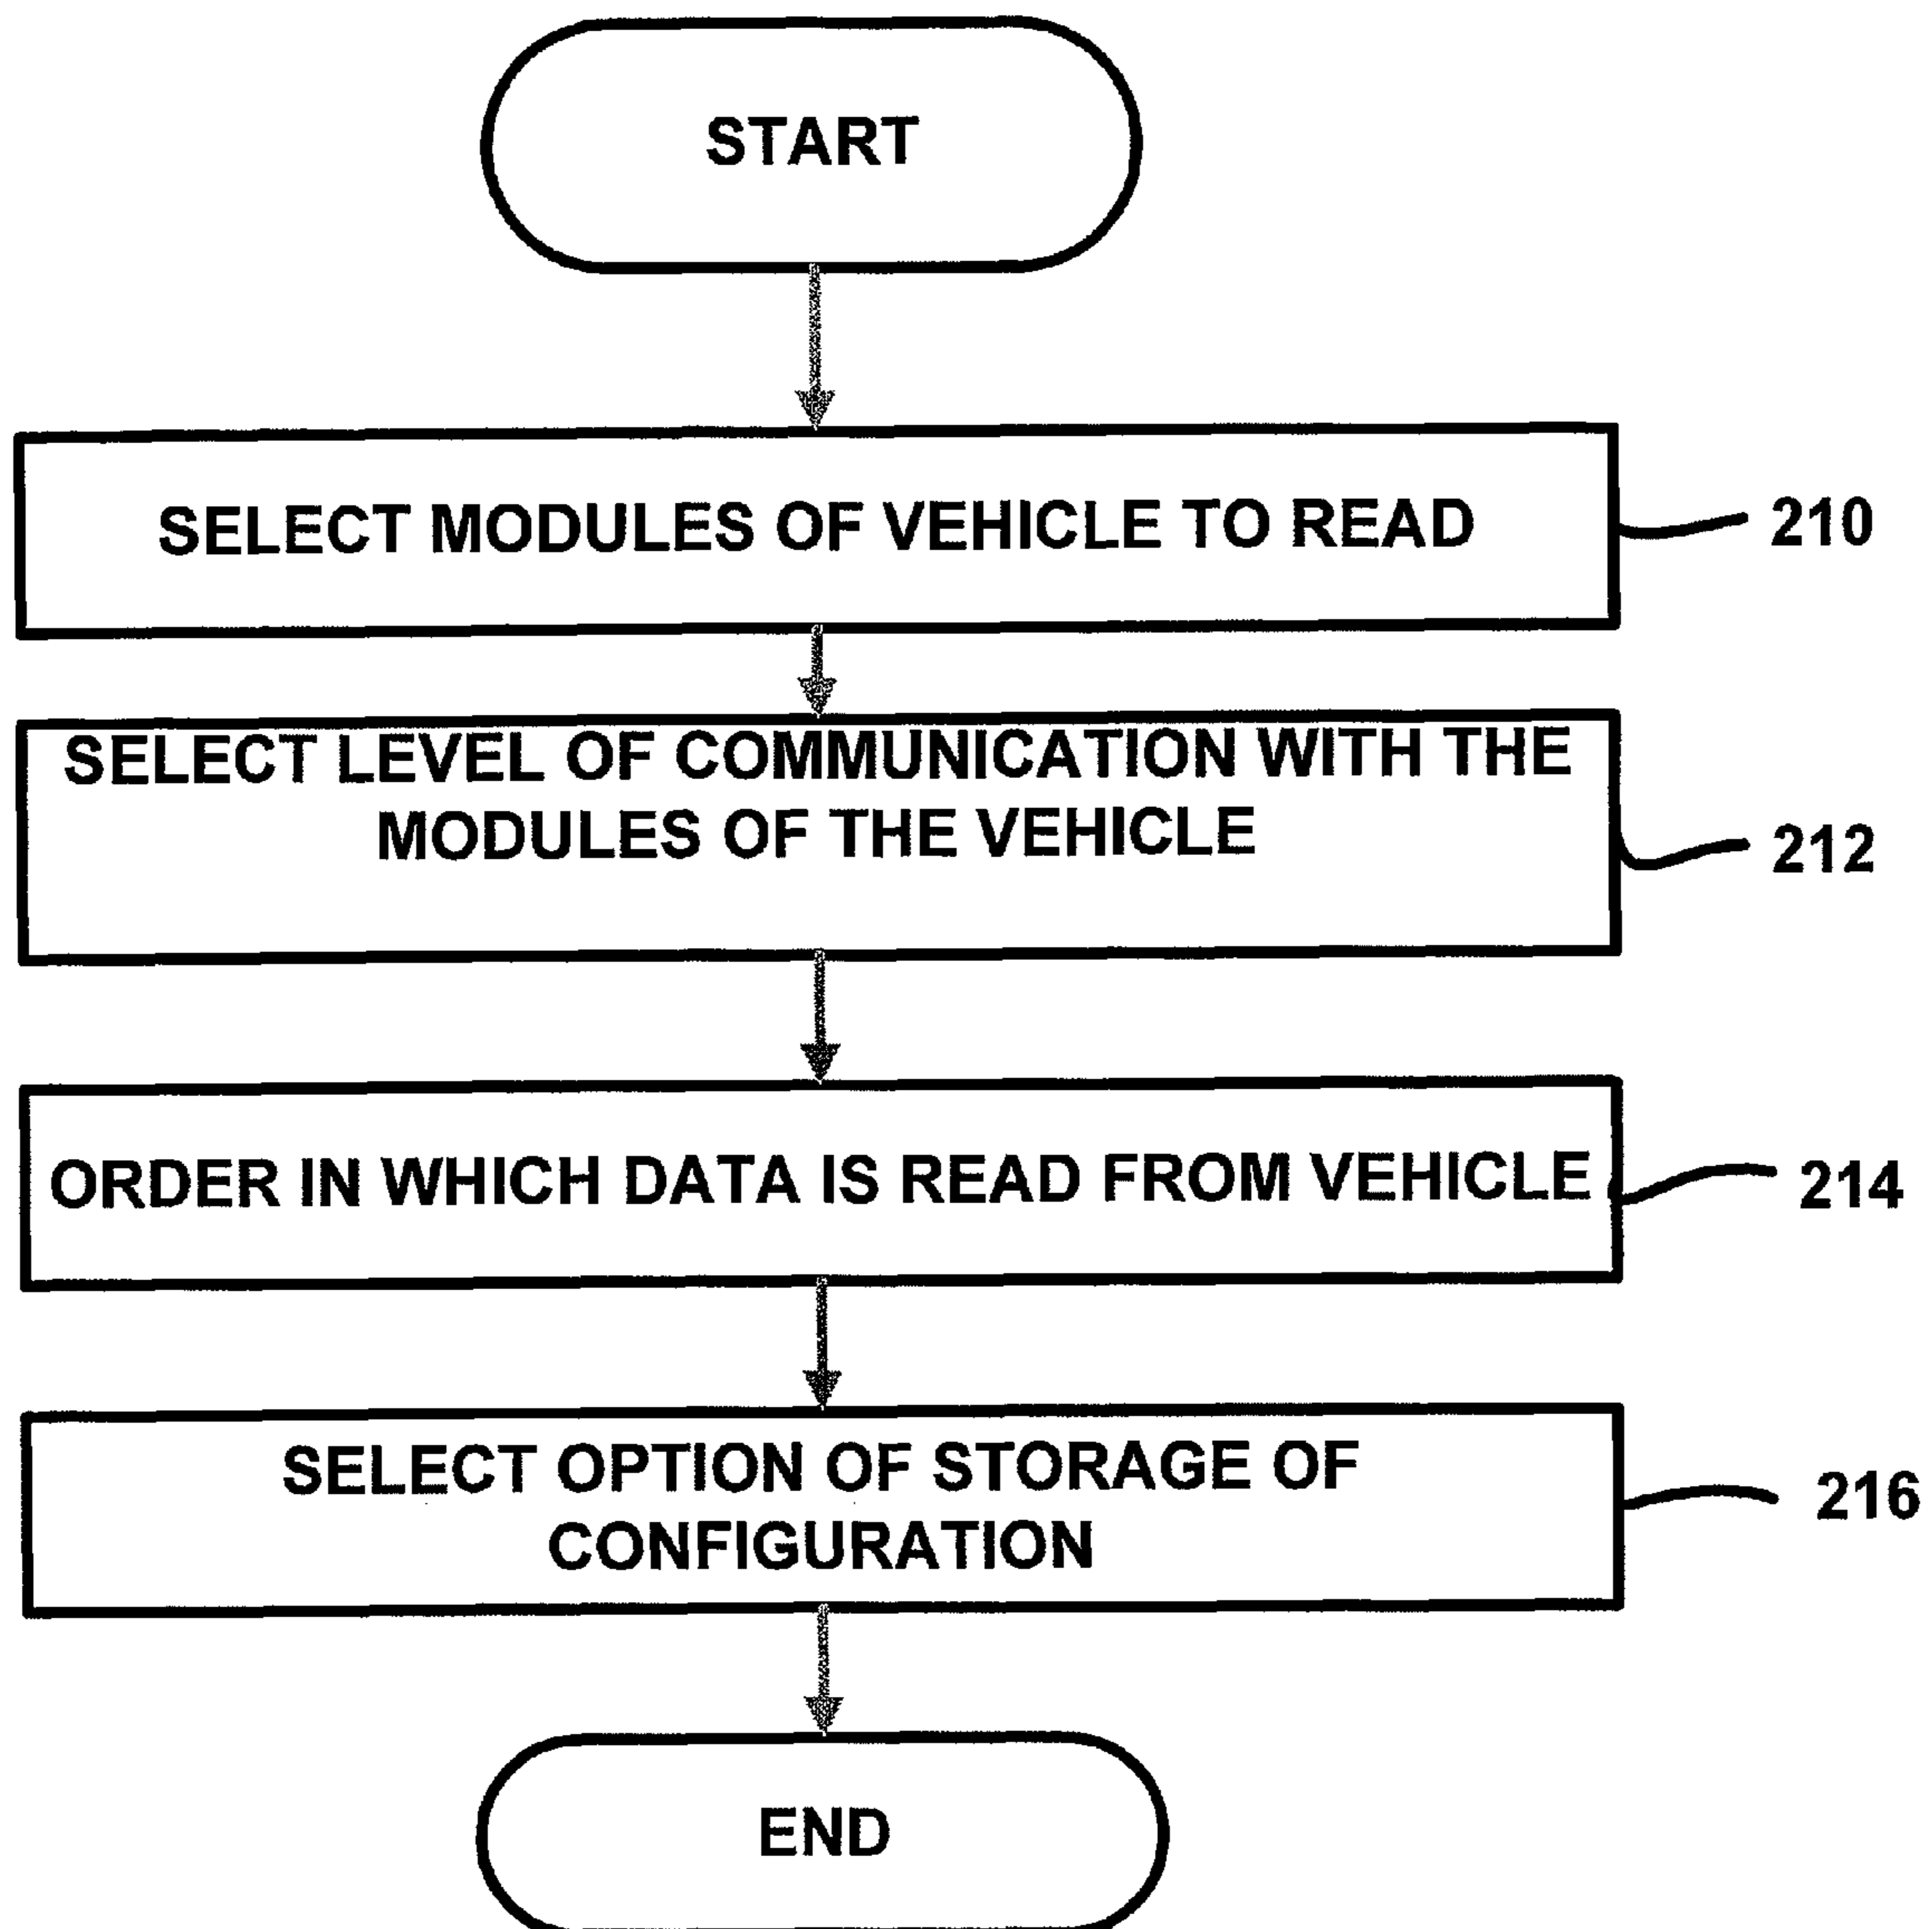 START
SELECT MODULES OF VEHICLE TO READ
210
SELECT LEVEL OF COMMUNICATION WITH THE
MODULES OF THE VEHICLE
212
ORDER IN WHICH DATA IS READ FROM VEHICLE
214
SELECT OPTION OF STORAGE OF
CONFIGURATION
216
END